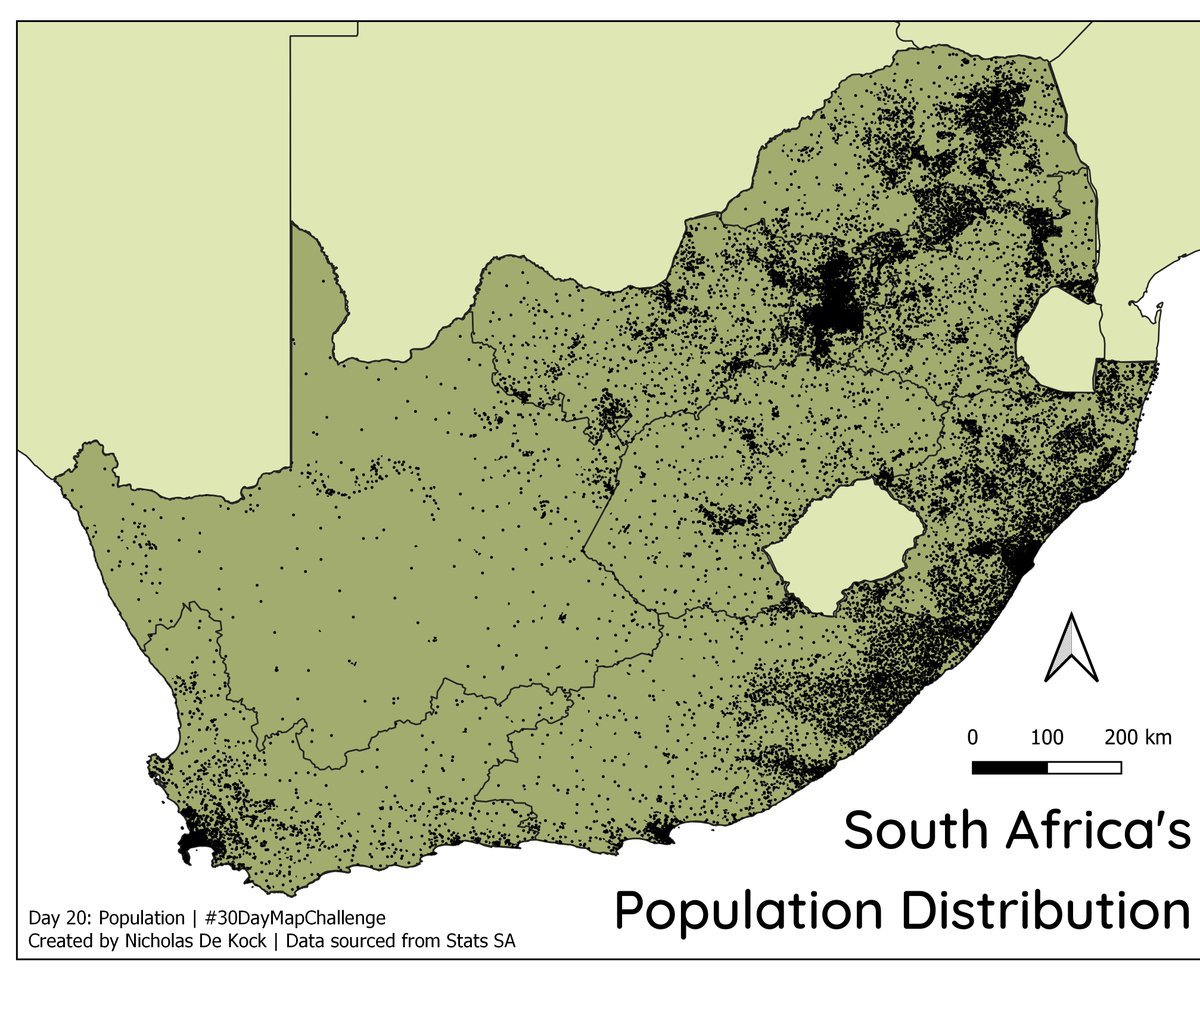 0 100 200 km
South Africa's
Population Distribution
Day 20: Population | #30DayMapChallenge
Created by Nicholas De Kock | Data sourced from Stats SA